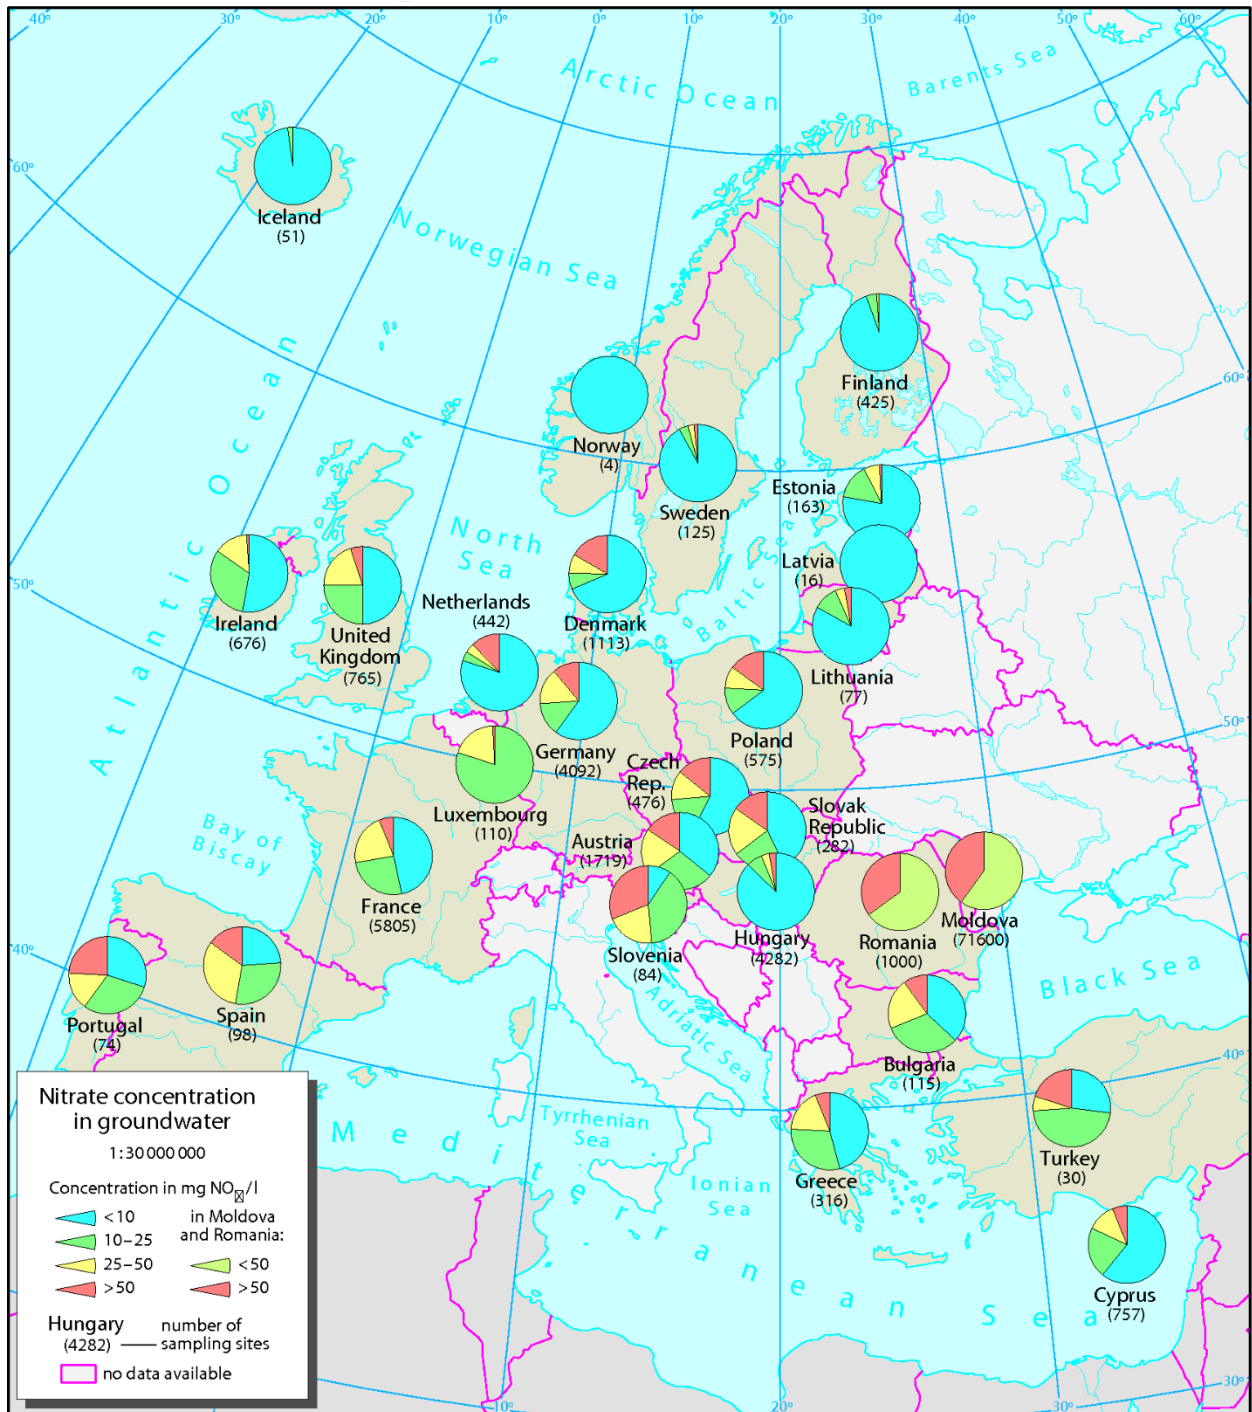 40°
30°
20°
10°
0°
10°
20°
30°
40°
50°
60°
Arctic Ocean
Barents Sea
60°
Iceland
(51)
Norwegian Sea
Finland
(425)
60°
Norway
(4)
Sweden
(125)
Estonia
(163)
Atlantic Ocean
North
Sea
Baltic Sea
Latvia
(16)
50°
Ireland
(676)
United
Kingdom
(765)
Netherlands
(442)
Denmark
(1113)
Lithuania
(77)
50°
Germany
(4092)
Poland
(575)
Czech
Rep.
(476)
Luxembourg
(110)
Slovak
Republic
(282)
Bay of
Biscay
Austria
(1719)
France
(5805)
Moldova
(71600)
Romania
(1000)
Hungary
(4282)
Slovenia
(84)
40°
Black Sea
Adriatic Sea
Portugal
(74)
Spain
(98)
Bulgaria
(115)
40°
Tyrrhenian
Sea
Mediterranean Sea
Turkey
(30)
Greece
(316)
Ionian
Sea
Cyprus
(757)
Nitrate concentration
in groundwater
1:30 000 000
Concentration in mg NO☒/l
<10
10–25
25–50
>50
in Moldova
and Romania:
<50
>50
Hungary
(4282)
number of
sampling sites
no data available
10°
20°
30°
30°